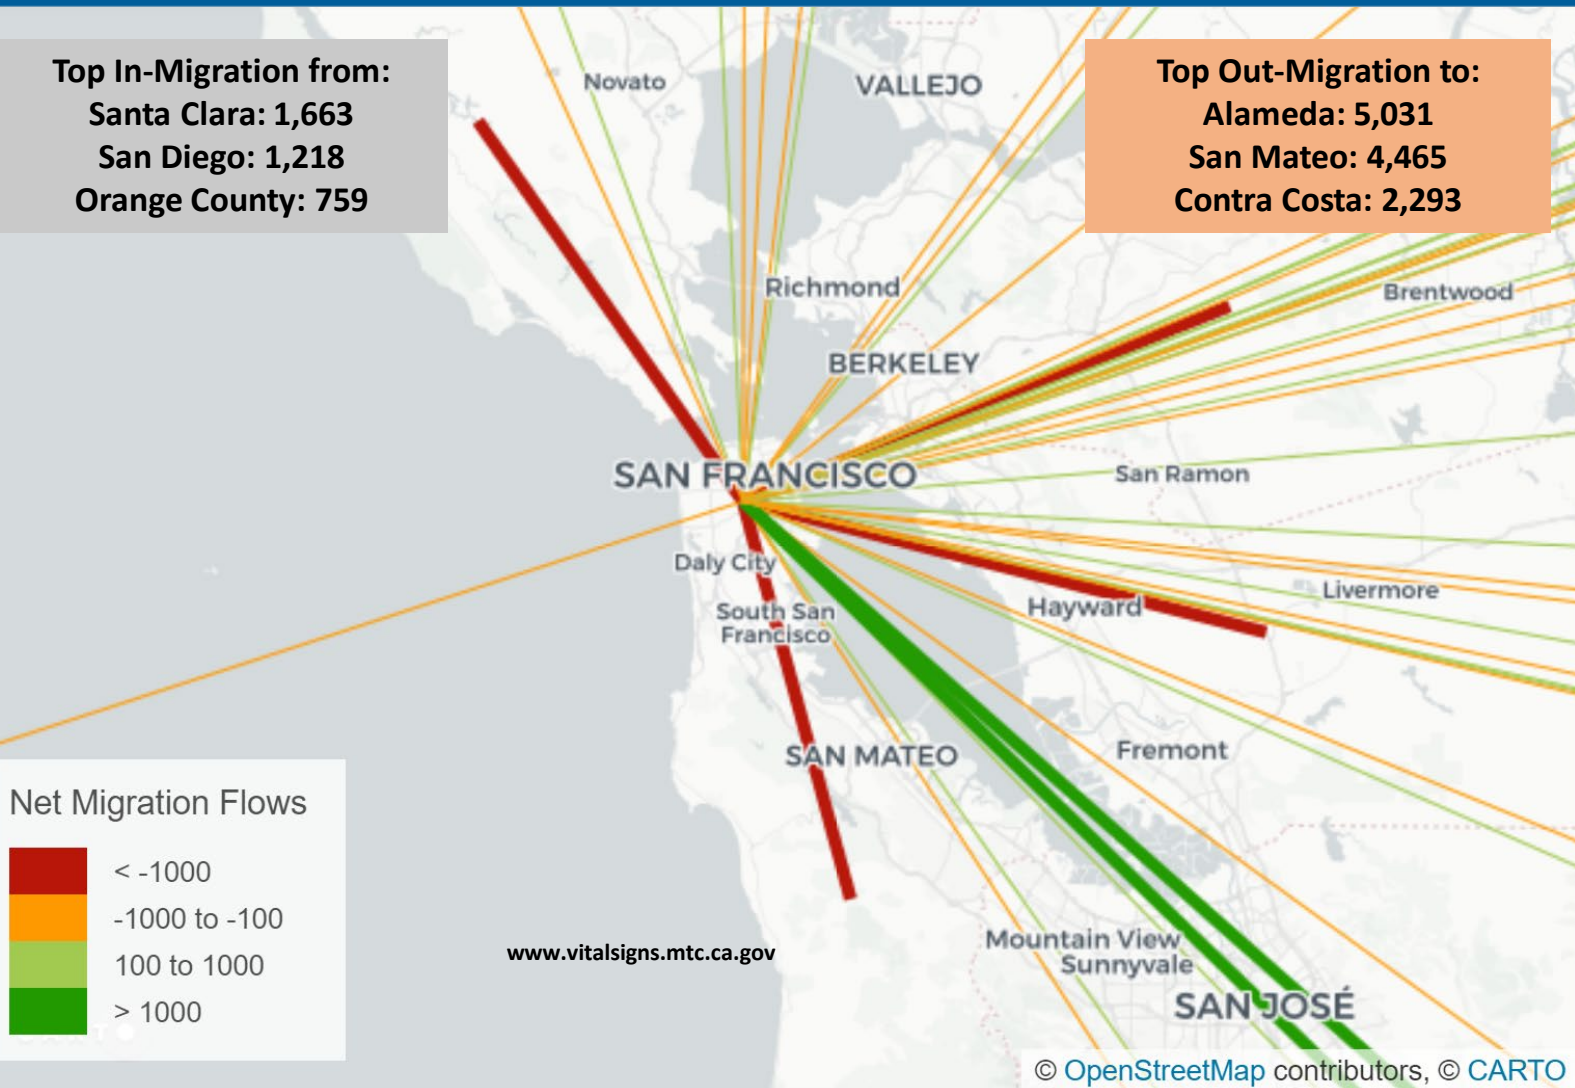 Top In-Migration from:
Santa Clara: 1,663
San Diego: 1,218
Orange County: 759
Top Out-Migration to:
Alameda: 5,031
San Mateo: 4,465
Contra Costa: 2,293
Novato
VALLEJO
Richmond
Brentwood
BERKELEY
SAN FRANCISCO
San Ramon
Daly City
Livermore
Hayward
South San
Francisco
SAN MATEO
Fremont
Net Migration Flows
< -1000
-1000 to -100
100 to 1000
> 1000
www.vitalsigns.mtc.ca.gov
Mountain View
Sunnyvale
SAN JOSÉ
© OpenStreetMap contributors, © CARTO